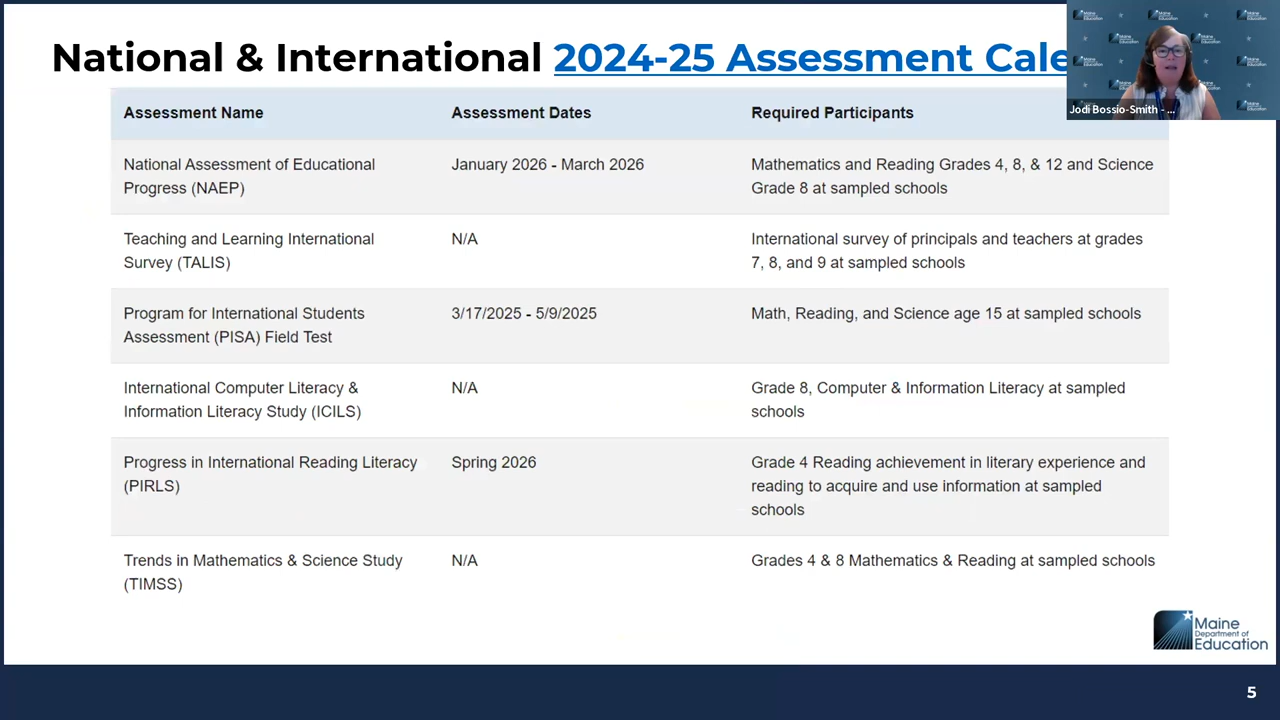 National & International 2024-25 Assessment Cale
Jodi Bossio-Smith - ...
Assessment Name Assessment Dates Required Participants
National Assessment of Educational
Progress (NAEP)
January 2026 - March 2026
Mathematics and Reading Grades 4, 8, & 12 and Science
Grade 8 at sampled schools
Teaching and Learning International
Survey (TALIS)
N/A
International survey of principals and teachers at grades
7, 8, and 9 at sampled schools
Program for International Students
Assessment (PISA) Field Test
3/17/2025 - 5/9/2025
Math, Reading, and Science age 15 at sampled schools
International Computer Literacy &
Information Literacy Study (ICILS)
N/A
Grade 8, Computer & Information Literacy at sampled
schools
Progress in International Reading Literacy
(PIRLS)
Spring 2026
Grade 4 Reading achievement in literary experience and
reading to acquire and use information at sampled
schools
Trends in Mathematics & Science Study
(TIMSS)
N/A
Grades 4 & 8 Mathematics & Reading at sampled schools
Maine
Department of
Education
5